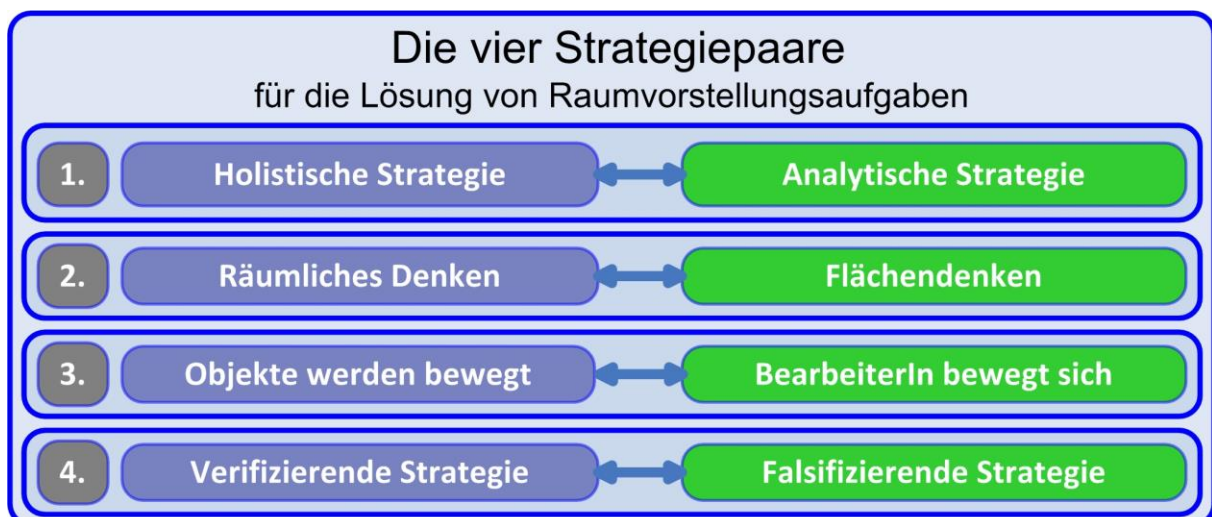 Die vier Strategiepaare
für die Lösung von Raumvorstellungsaufgaben
1. Holistische Strategie Analytische Strategie
2. Räumliches Denken Flächendenken
3. Objekte werden bewegt BearbeiterIn bewegt sich
4. Verifizierende Strategie Falsifizierende Strategie